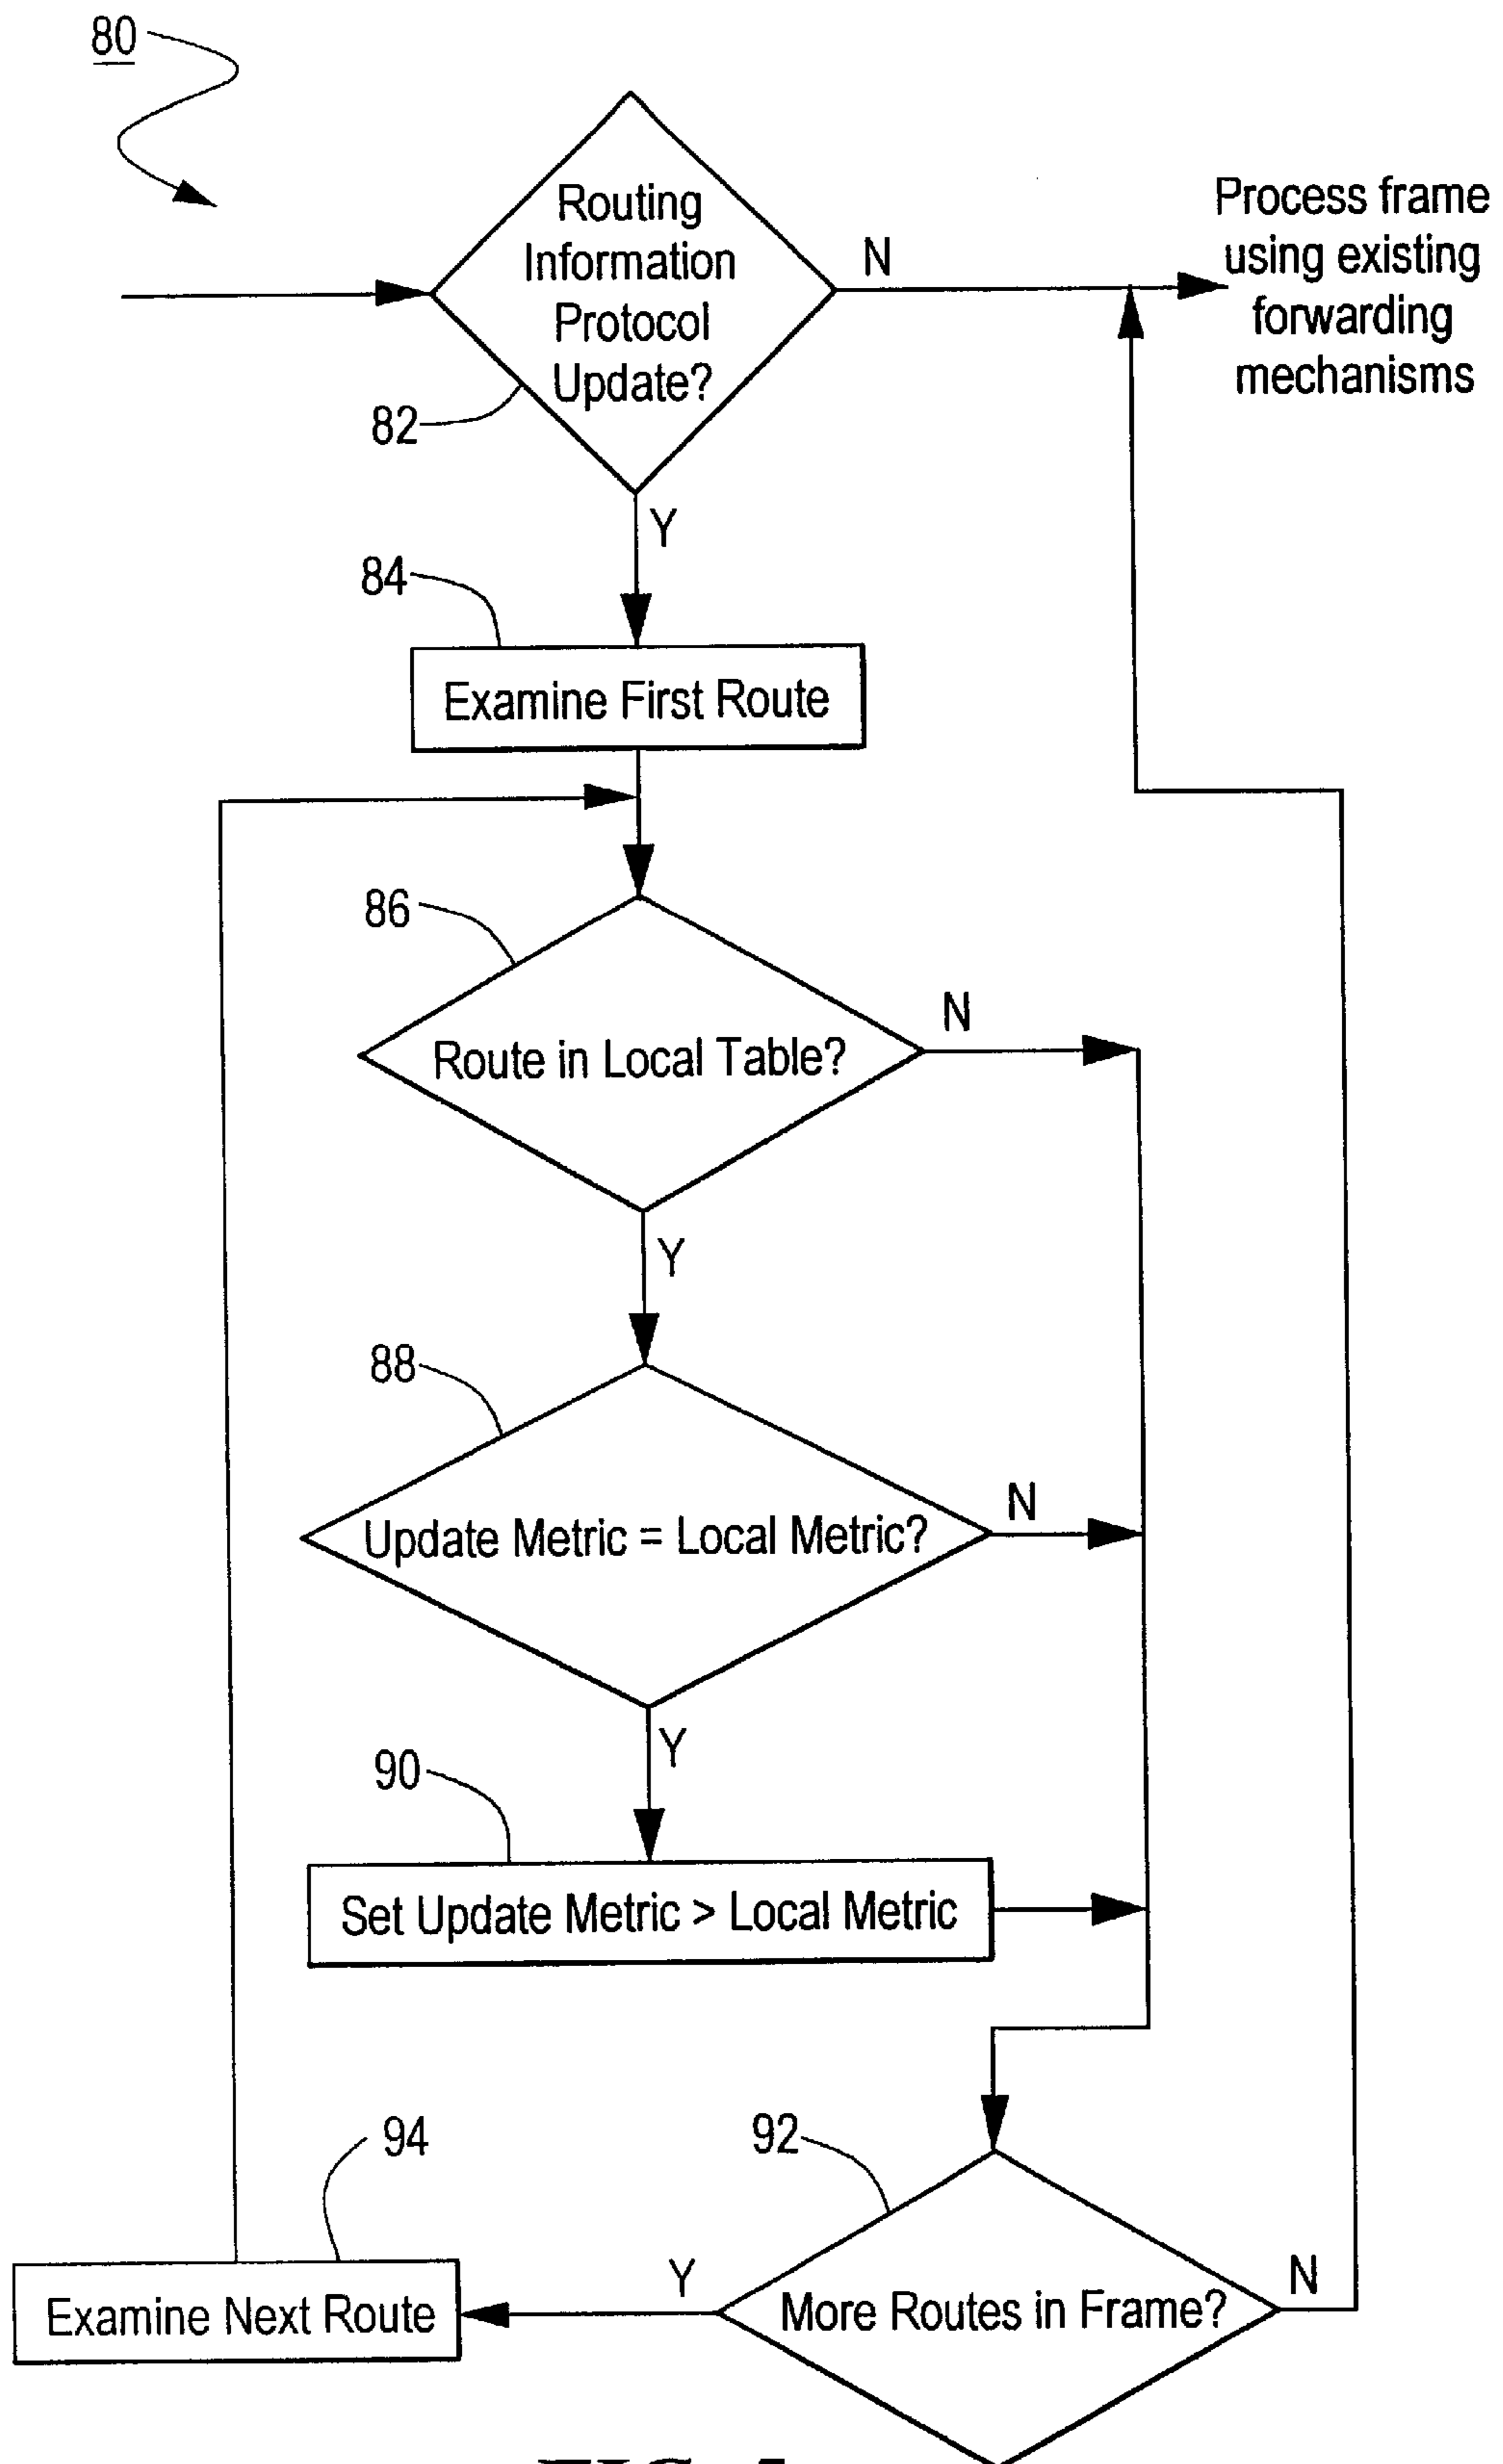 80
Routing
Information
Protocol
Update?
N
Process frame
using existing
forwarding
mechanisms
82
Y
84
Examine First Route
86
N
Route in Local Table?
Y
88
N
Update Metric = Local Metric?
Y
90
Set Update Metric > Local Metric
94
92
Examine Next Route
Y
More Routes in Frame?
N